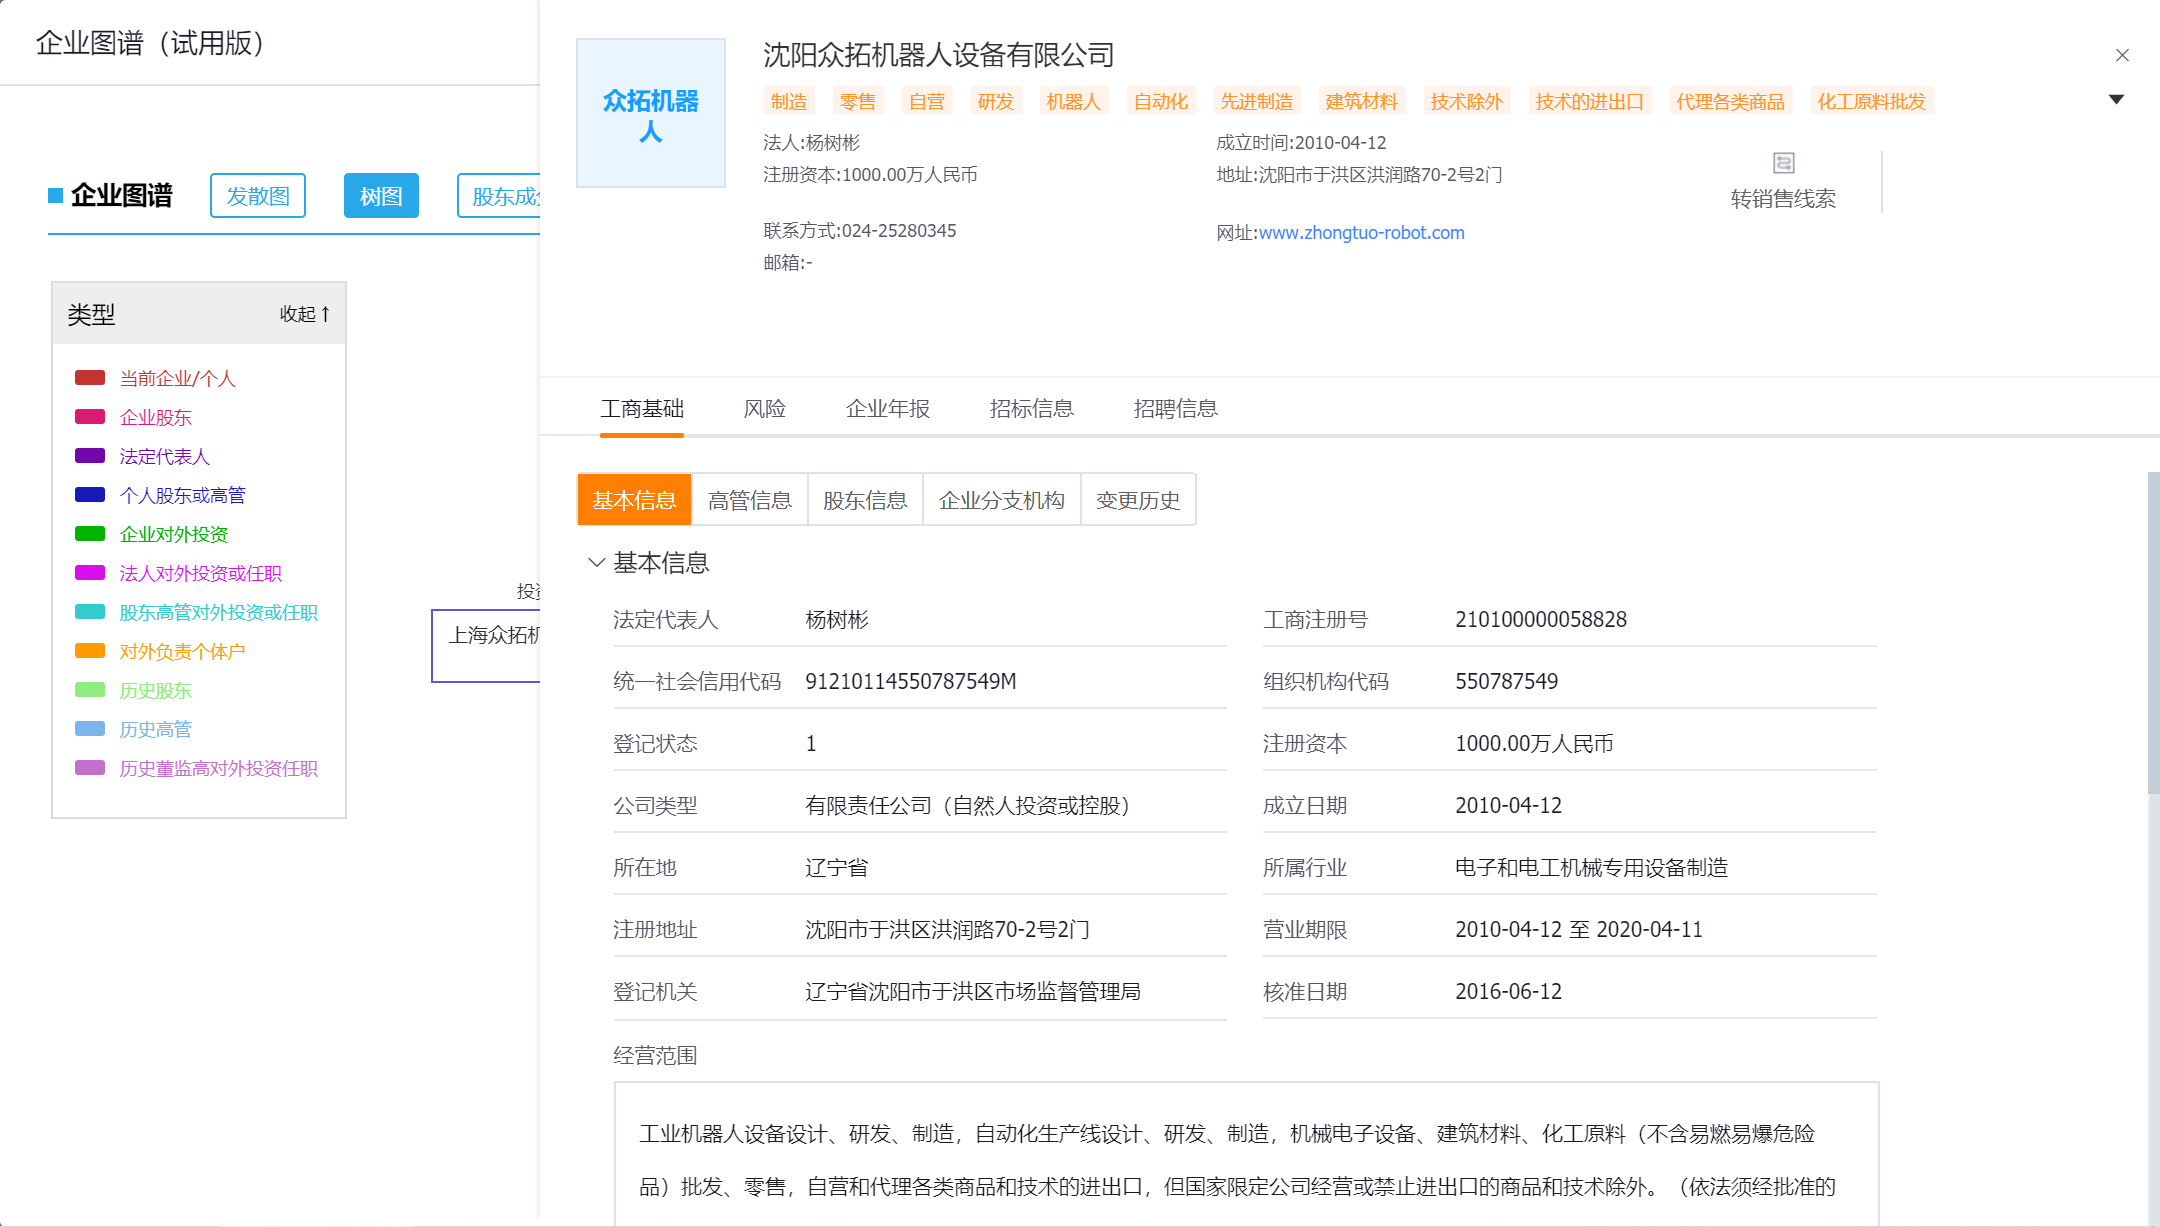 企业图谱（试用版）
企业图谱
发散图
树图
股东成
类型
收起↑
当前企业/个人
企业股东
法定代表人
个人股东或高管
企业对外投资
法人对外投资或任职
股东高管对外投资或任职
对外负责个体户
历史股东
历史高管
历史董监高对外投资任职
投资
上海众拓机
众拓机器
人
沈阳众拓机器人设备有限公司
制造 零售 自营 研发 机器人 自动化 先进制造 建筑材料 技术除外 技术的进出口 代理各类商品 化工原料批发
法人:杨树彬
成立时间:2010-04-12
注册资本:1000.00万人民币
地址:沈阳市于洪区洪润路70-2号2门
联系方式:024-25280345
网址:www.zhongtuo-robot.com
邮箱:-
转销售线索
工商基础 风险 企业年报 招标信息 招聘信息
基本信息 高管信息 股东信息 企业分支机构 变更历史
基本信息
法定代表人 杨树彬 工商注册号 210100000058828
统一社会信用代码 91210114550787549M 组织机构代码 550787549
登记状态 1 注册资本 1000.00万人民币
公司类型 有限责任公司（自然人投资或控股） 成立日期 2010-04-12
所在地 辽宁省 所属行业 电子和电工机械专用设备制造
注册地址 沈阳市于洪区洪润路70-2号2门 营业期限 2010-04-12 至 2020-04-11
登记机关 辽宁省沈阳市于洪区市场监督管理局 核准日期 2016-06-12
经营范围
工业机器人设备设计、研发、制造，自动化生产线设计、研发、制造，机械电子设备、建筑材料、化工原料（不含易燃易爆危险
品）批发、零售，自营和代理各类商品和技术的进出口，但国家限定公司经营或禁止进出口的商品和技术除外。（依法须经批准的